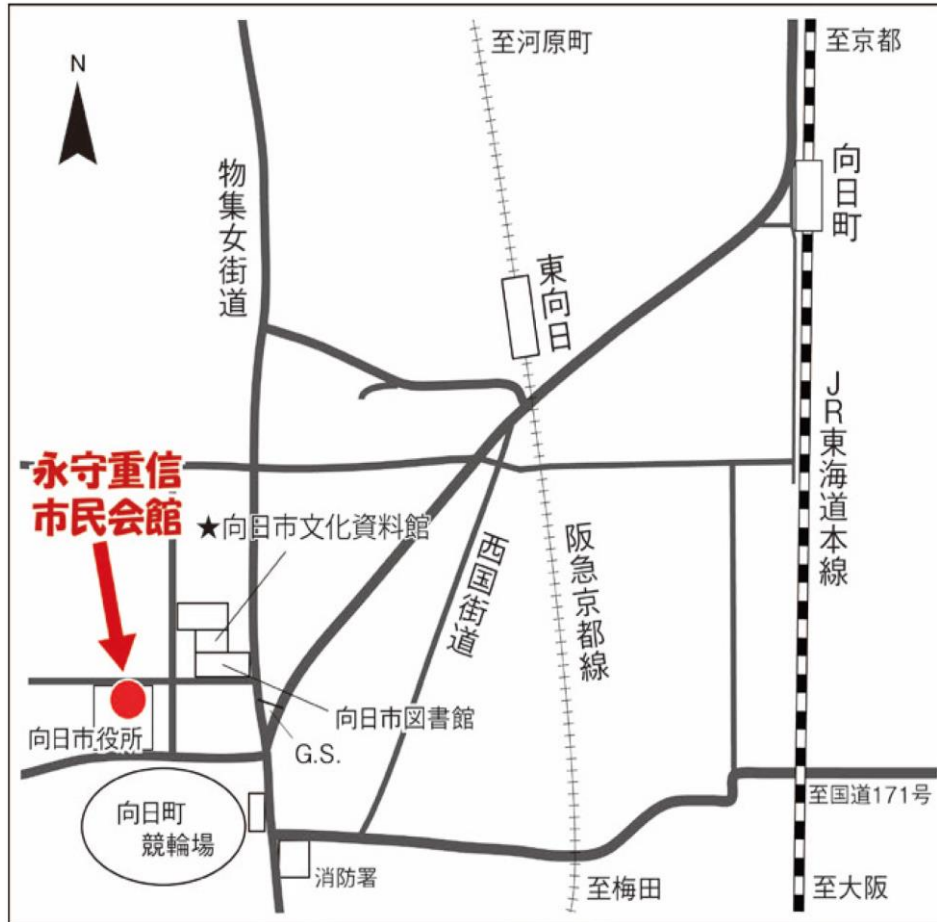 至河原町
至京都
N
物集女街道
向日町
東向日
JR東海道本線
永守重信
市民会館
★向日市文化資料館
西国街道
阪急京都線
向日市図書館
向日市役所
G.S.
至国道171号
向日町
競輪場
消防署
至梅田
至大阪